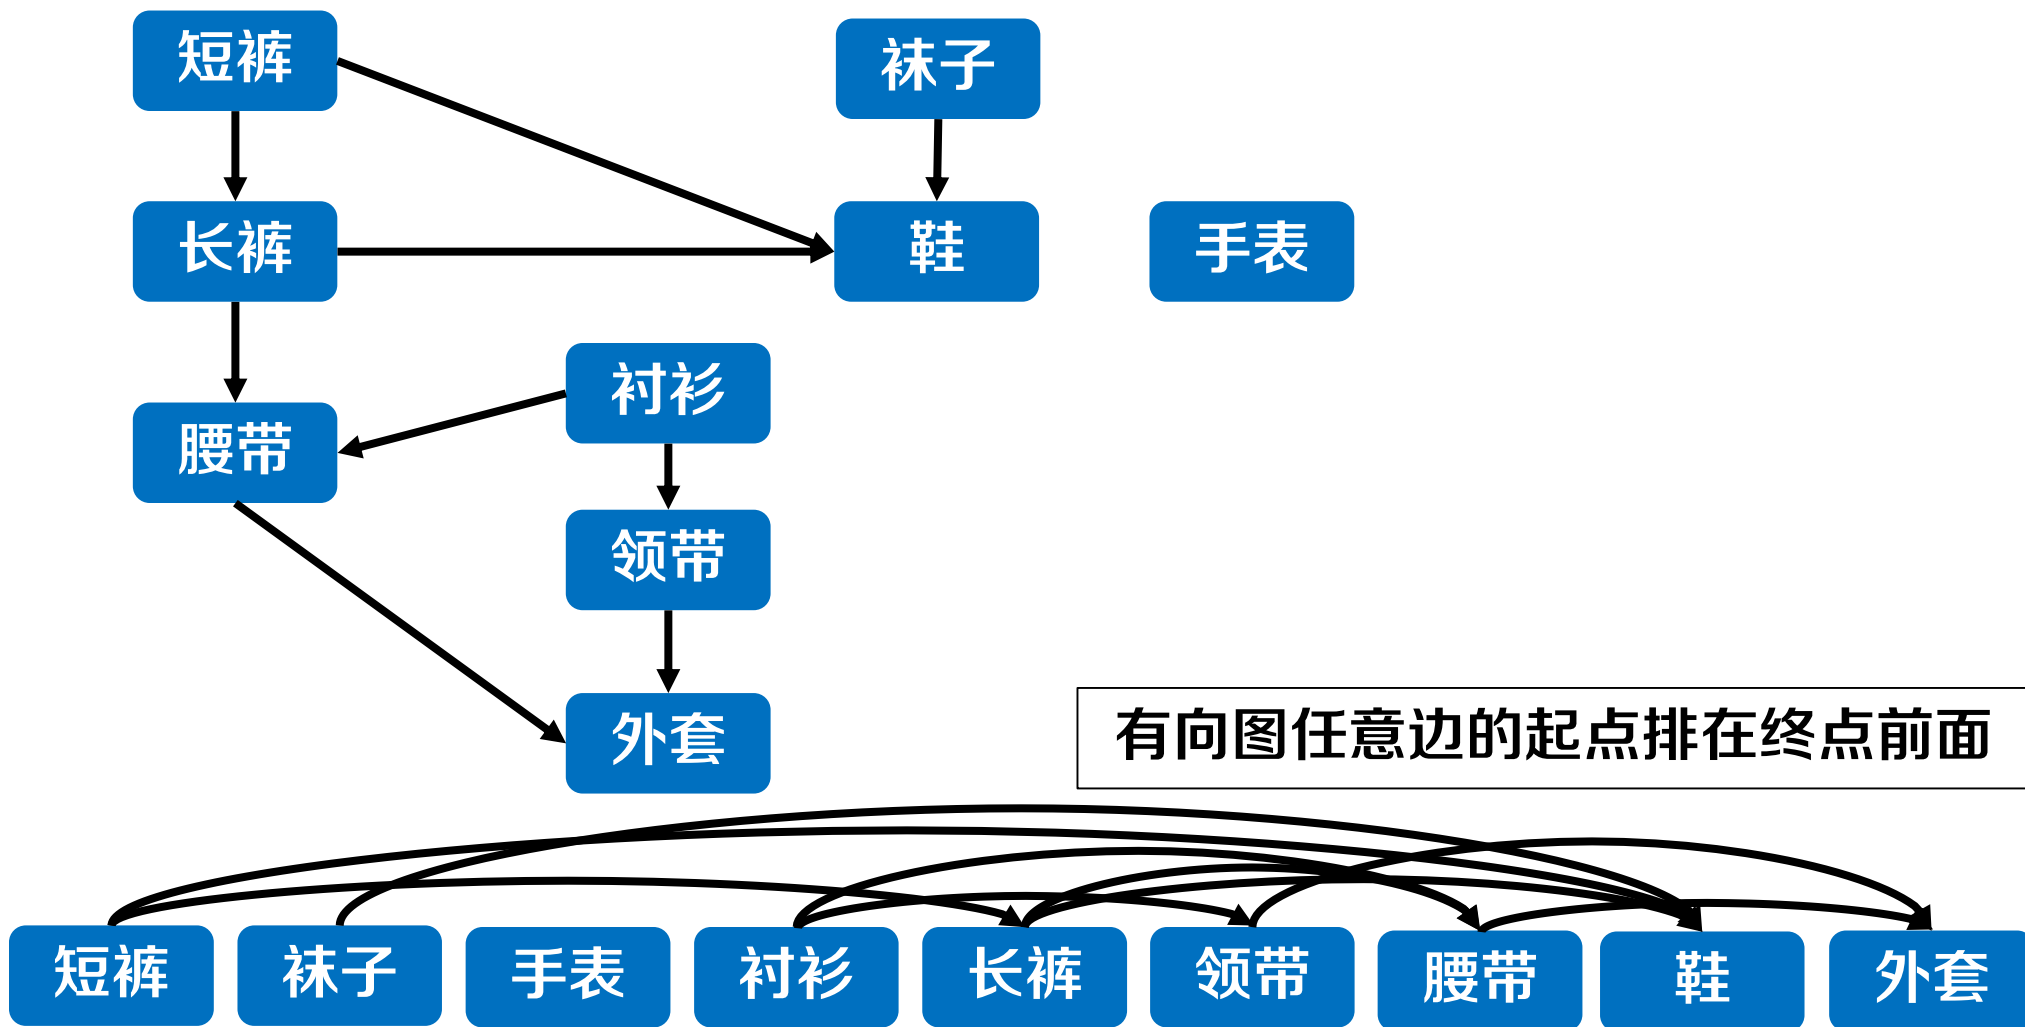 短裤
袜子
长裤
鞋
手表
衬衫
腰带
领带
外套
有向图任意边的起点排在终点前面
短裤
袜子
手表
衬衫
长裤
领带
腰带
鞋
外套